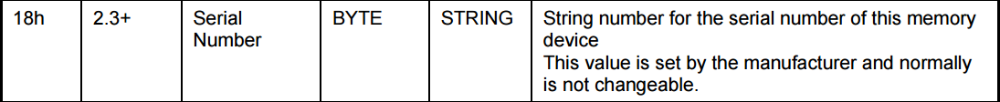 18h 2.3+ Serial Number BYTE STRING String number for the serial number of this memory device
This value is set by the manufacturer and normally is not changeable.